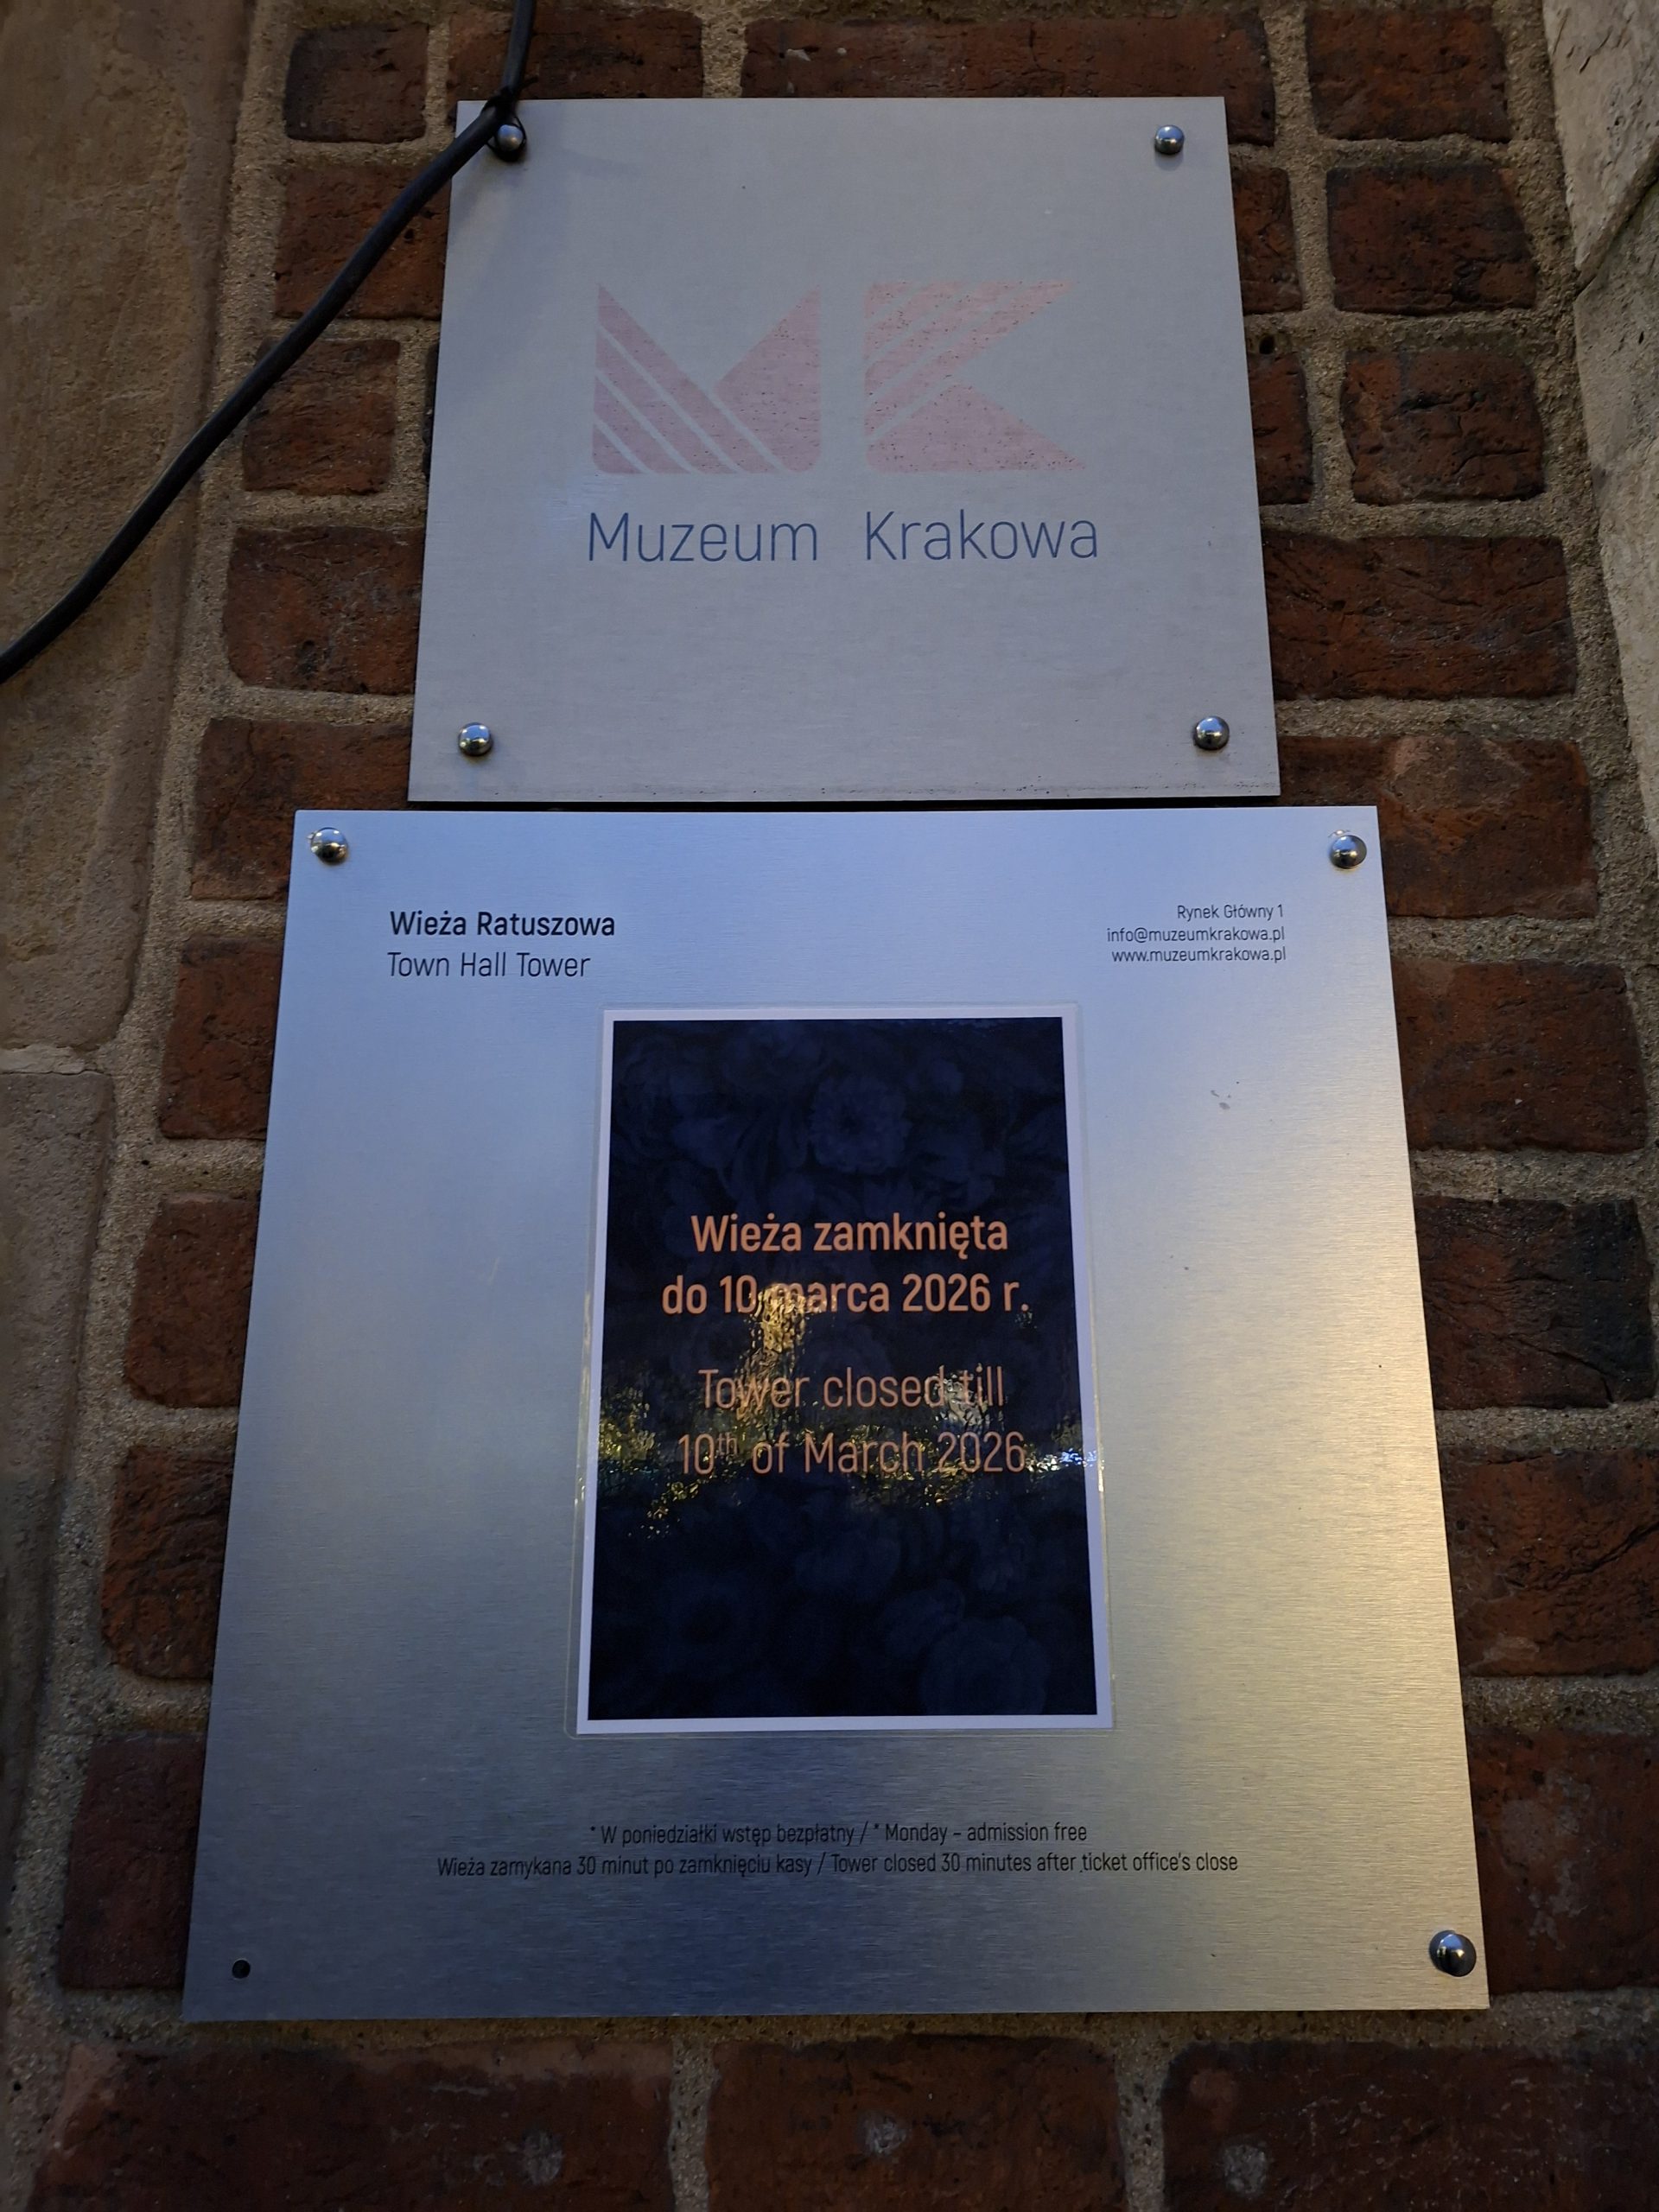 MK
Muzeum Krakowa
Wieża Ratuszowa
Town Hall Tower
Rynek Główny 1
info@muzeumkrakowa.pl
www.muzeumkrakowa.pl
Wieża zamknięta
do 10 marca 2026 r.
Tower closed till
10th of March 2026
* W poniedziałki wstęp bezpłatny / * Monday – admission free
Wieża zamykana 30 minut po zamknięciu kasy / Tower closed 30 minutes after ticket office's close